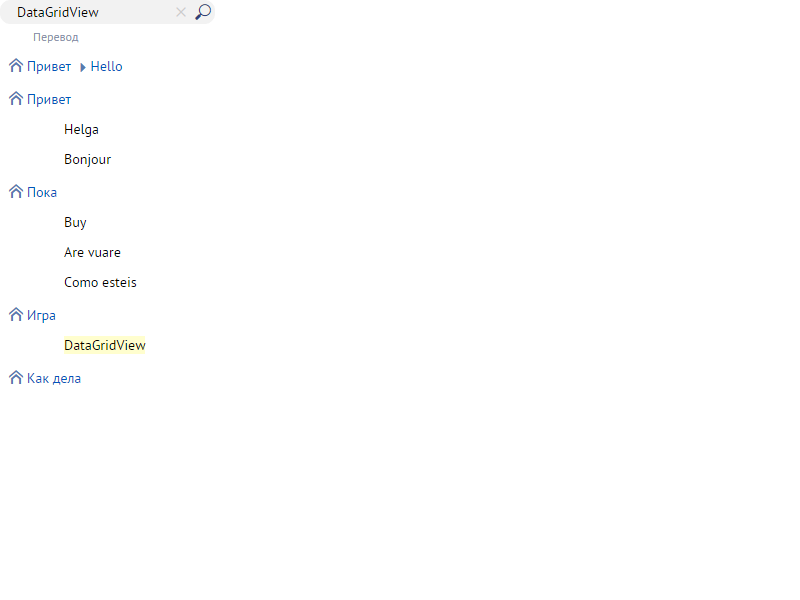 DataGridView
Перевод
Привет Hello
Привет
Helga
Bonjour
Пока
Buy
Are vuare
Como esteis
Игра
DataGridView
Как дела